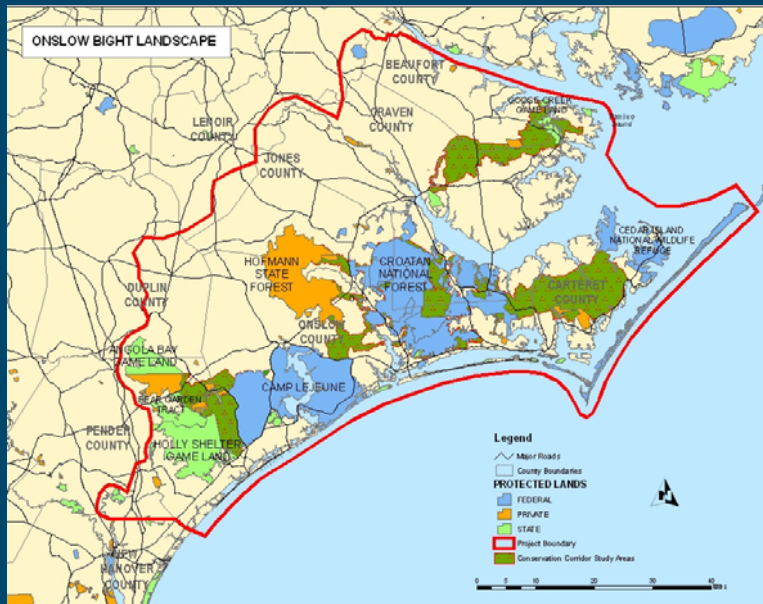 ONSLOW BIGHT LANDSCAPE
BEAUFORT
COUNTY
CRAVEN
COUNTY
GOOSE CREEK
GAME LAND
LENOIR
COUNTY
JONES
COUNTY
CEDAR ISLAND
NATIONAL WILDLIFE
REFUGE
HOFMANN
STATE
FOREST
CROATAN
NATIONAL
FOREST
CARTERET
COUNTY
DUPLIN
COUNTY
ONSLOW
COUNTY
ANGOLA BAY
GAME LAND
CAMP LEJEUNE
BEAR GARDEN
TRACT
PENDER
COUNTY
HOLLY SHELTER
GAME LAND
NEW
HANOVER
COUNTY
Legend
Major Roads
County Boundaries
PROTECTED LANDS
FEDERAL
PRIVATE
STATE
Project Boundary
Conservation Corridor Study Areas
0 5 10 20 30 40